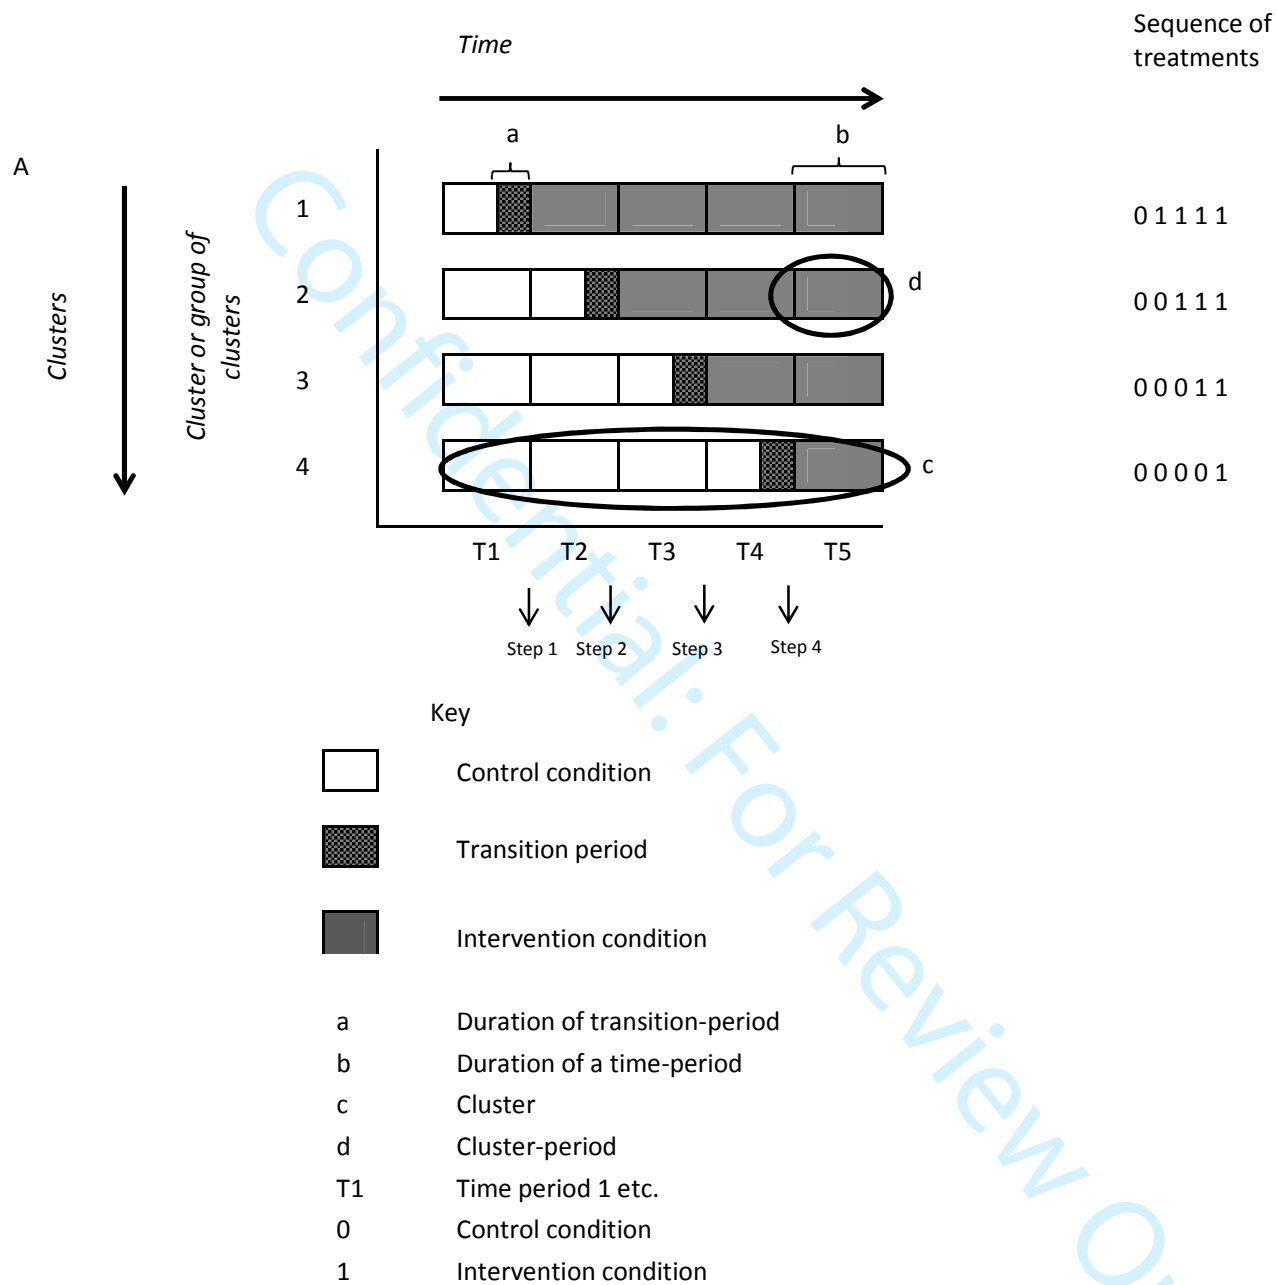 Sequence of
treatments
Time
a
b
A
Clusters
Cluster or group of
clusters
1
0 1 1 1 1
2
d
0 0 1 1 1
3
0 0 0 1 1
4
c
0 0 0 0 1
T1 T2 T3 T4 T5
Step 1 Step 2 Step 3 Step 4
Key
Control condition
Transition period
Intervention condition
a Duration of transition-period
b Duration of a time-period
c Cluster
d Cluster-period
T1 Time period 1 etc.
0 Control condition
1 Intervention condition
Confidential: For Review